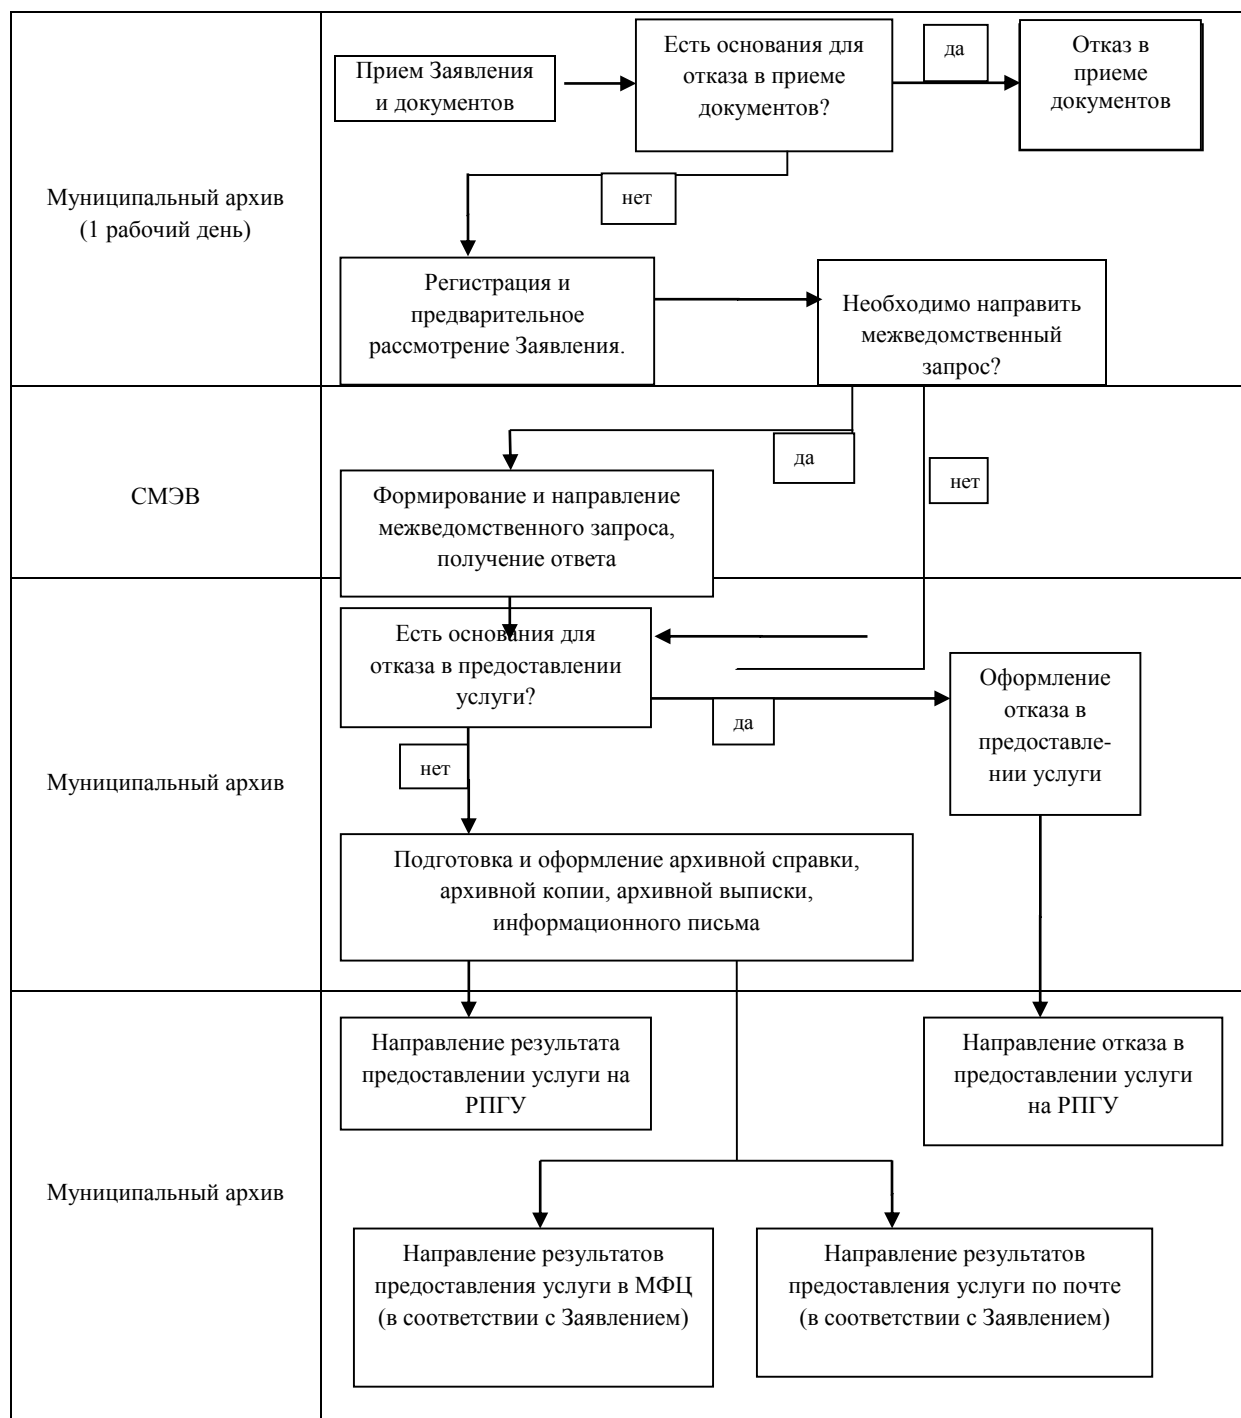 Муниципальный архив
(1 рабочий день)
Прием Заявления
и документов
Есть основания для
отказа в приеме
документов?
да
Отказ в
приеме
документов
нет
Регистрация и
предварительное
рассмотрение Заявления.
Необходимо направить
межведомственный
запрос?
СМЭВ
да
нет
Формирование и направление
межведомственного запроса,
получение ответа
Муниципальный архив
Есть основания для
отказа в предоставлении
услуги?
да
Оформление
отказа в
предоставле-
нии услуги
нет
Подготовка и оформление архивной справки,
архивной копии, архивной выписки,
информационного письма
Муниципальный архив
Направление результата
предоставлении услуги на
РПГУ
Направление отказа в
предоставлении услуги
на РПГУ
Направление результатов
предоставления услуги в МФЦ
(в соответствии с Заявлением)
Направление результатов
предоставления услуги по почте
(в соответствии с Заявлением)